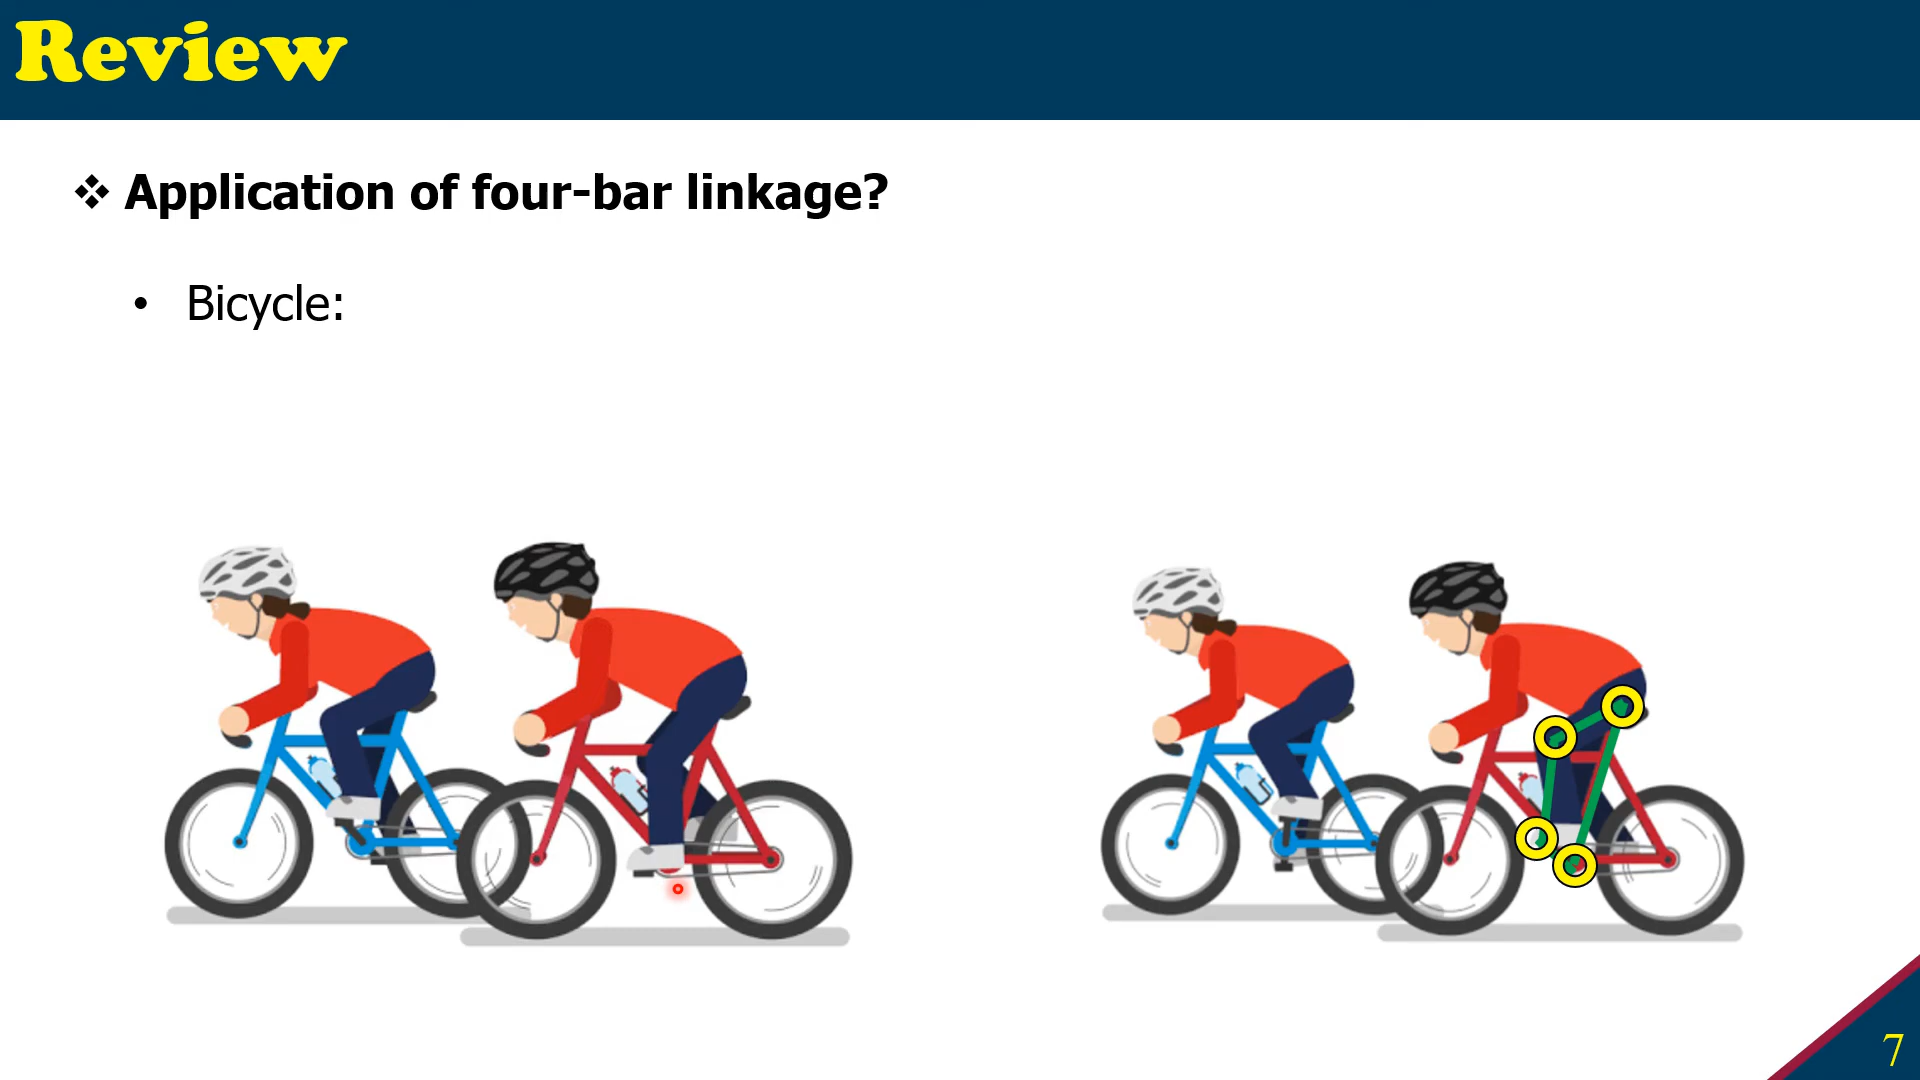 Review
❖ Application of four-bar linkage?
• Bicycle:
7